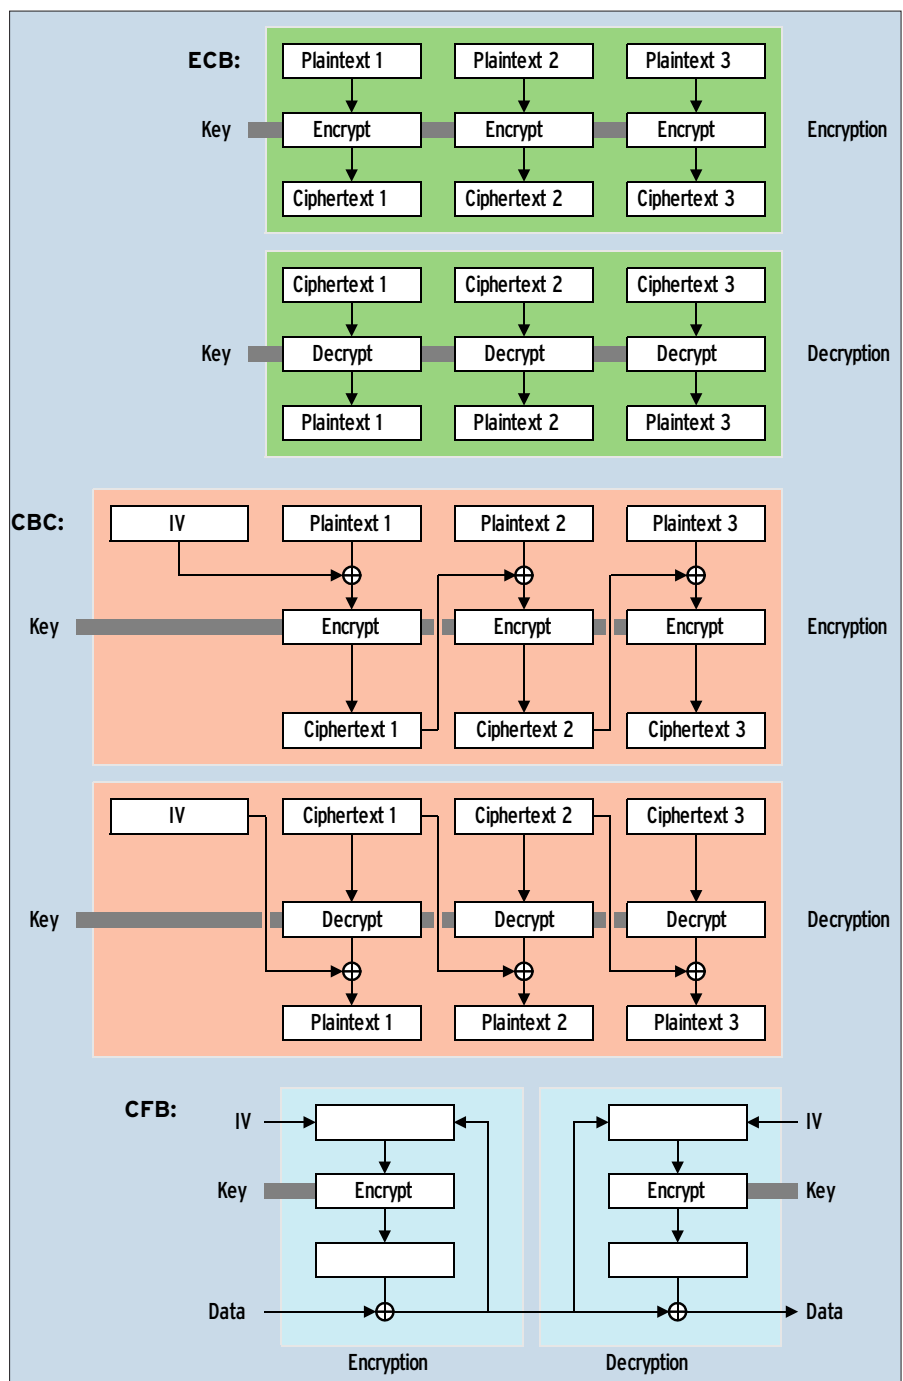 ECB:
Plaintext 1 Plaintext 2 Plaintext 3
Key Encrypt Encrypt Encrypt Encryption
Ciphertext 1 Ciphertext 2 Ciphertext 3
Ciphertext 1 Ciphertext 2 Ciphertext 3
Key Decrypt Decrypt Decrypt Decryption
Plaintext 1 Plaintext 2 Plaintext 3
CBC:
IV Plaintext 1 Plaintext 2 Plaintext 3
Key Encrypt Encrypt Encrypt Encryption
Ciphertext 1 Ciphertext 2 Ciphertext 3
IV Ciphertext 1 Ciphertext 2 Ciphertext 3
Key Decrypt Decrypt Decrypt Decryption
Plaintext 1 Plaintext 2 Plaintext 3
CFB:
IV IV
Key Encrypt Encrypt Key
Data Data
Encryption Decryption